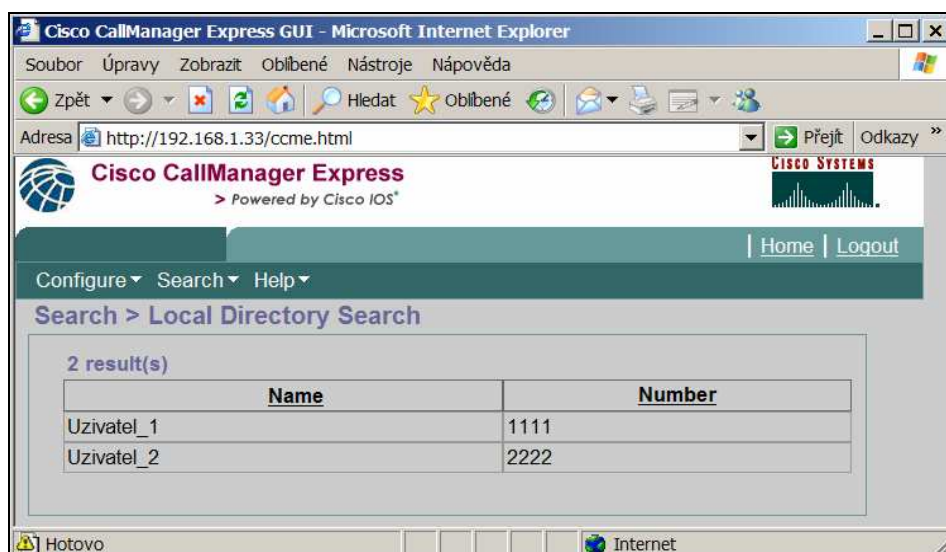 Cisco CallManager Express GUI - Microsoft Internet Explorer
Soubor Úpravy Zobrazit Oblíbené Nástroje Nápověda
Zpět Hledat Oblíbené
Adresa http://192.168.1.33/ccme.html Přejít Odkazy »
Cisco CallManager Express
> Powered by Cisco IOS®
CISCO SYSTEMS
| Home | Logout
Configure Search Help
Search > Local Directory Search
2 result(s)
Name Number
Uzivatel_1 1111
Uzivatel_2 2222
Hotovo Internet